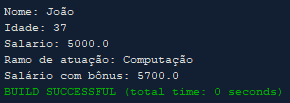 Nome: João
Idade: 37
Salario: 5000.0
Ramo de atuação: Computação
Salário com bônus: 5700.0
BUILD SUCCESSFUL (total time: 0 seconds)